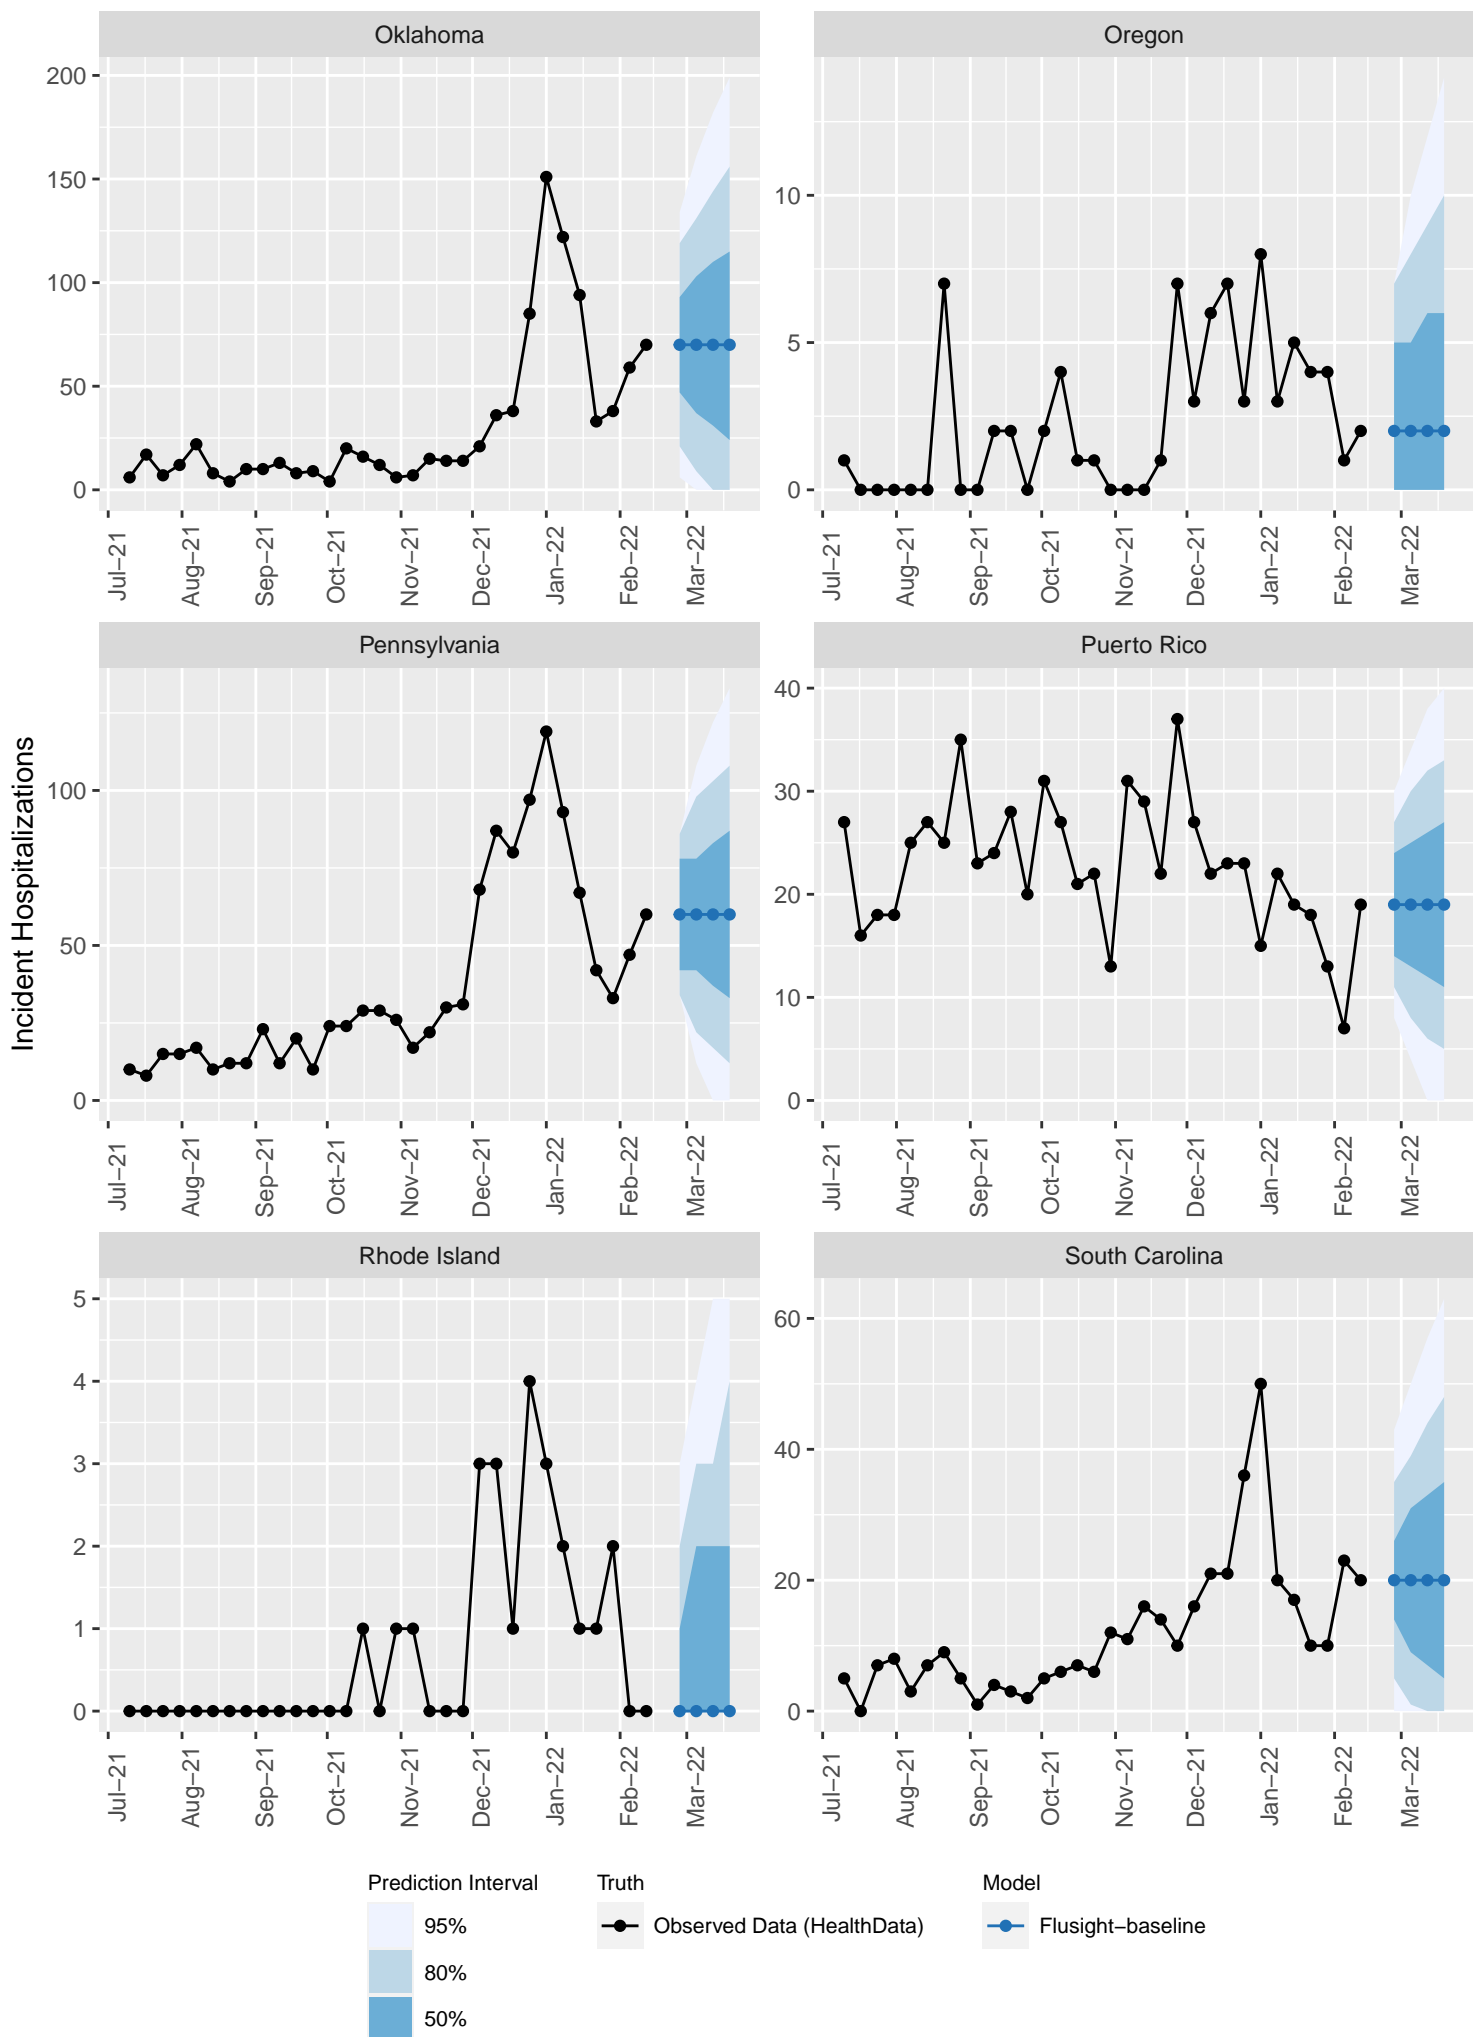 Oklahoma
Oregon
200
150
100
50
0
10
5
0
Jul–21
Aug–21
Sep–21
Oct–21
Nov–21
Dec–21
Jan–22
Feb–22
Mar–22
Jul–21
Aug–21
Sep–21
Oct–21
Nov–21
Dec–21
Jan–22
Feb–22
Mar–22
Incident Hospitalizations
Pennsylvania
Puerto Rico
100
50
0
40
30
20
10
0
Jul–21
Aug–21
Sep–21
Oct–21
Nov–21
Dec–21
Jan–22
Feb–22
Mar–22
Jul–21
Aug–21
Sep–21
Oct–21
Nov–21
Dec–21
Jan–22
Feb–22
Mar–22
Rhode Island
South Carolina
5
4
3
2
1
0
60
40
20
0
Jul–21
Aug–21
Sep–21
Oct–21
Nov–21
Dec–21
Jan–22
Feb–22
Mar–22
Jul–21
Aug–21
Sep–21
Oct–21
Nov–21
Dec–21
Jan–22
Feb–22
Mar–22
Prediction Interval
95%
80%
50%
Truth
Observed Data (HealthData)
Model
Flusight–baseline